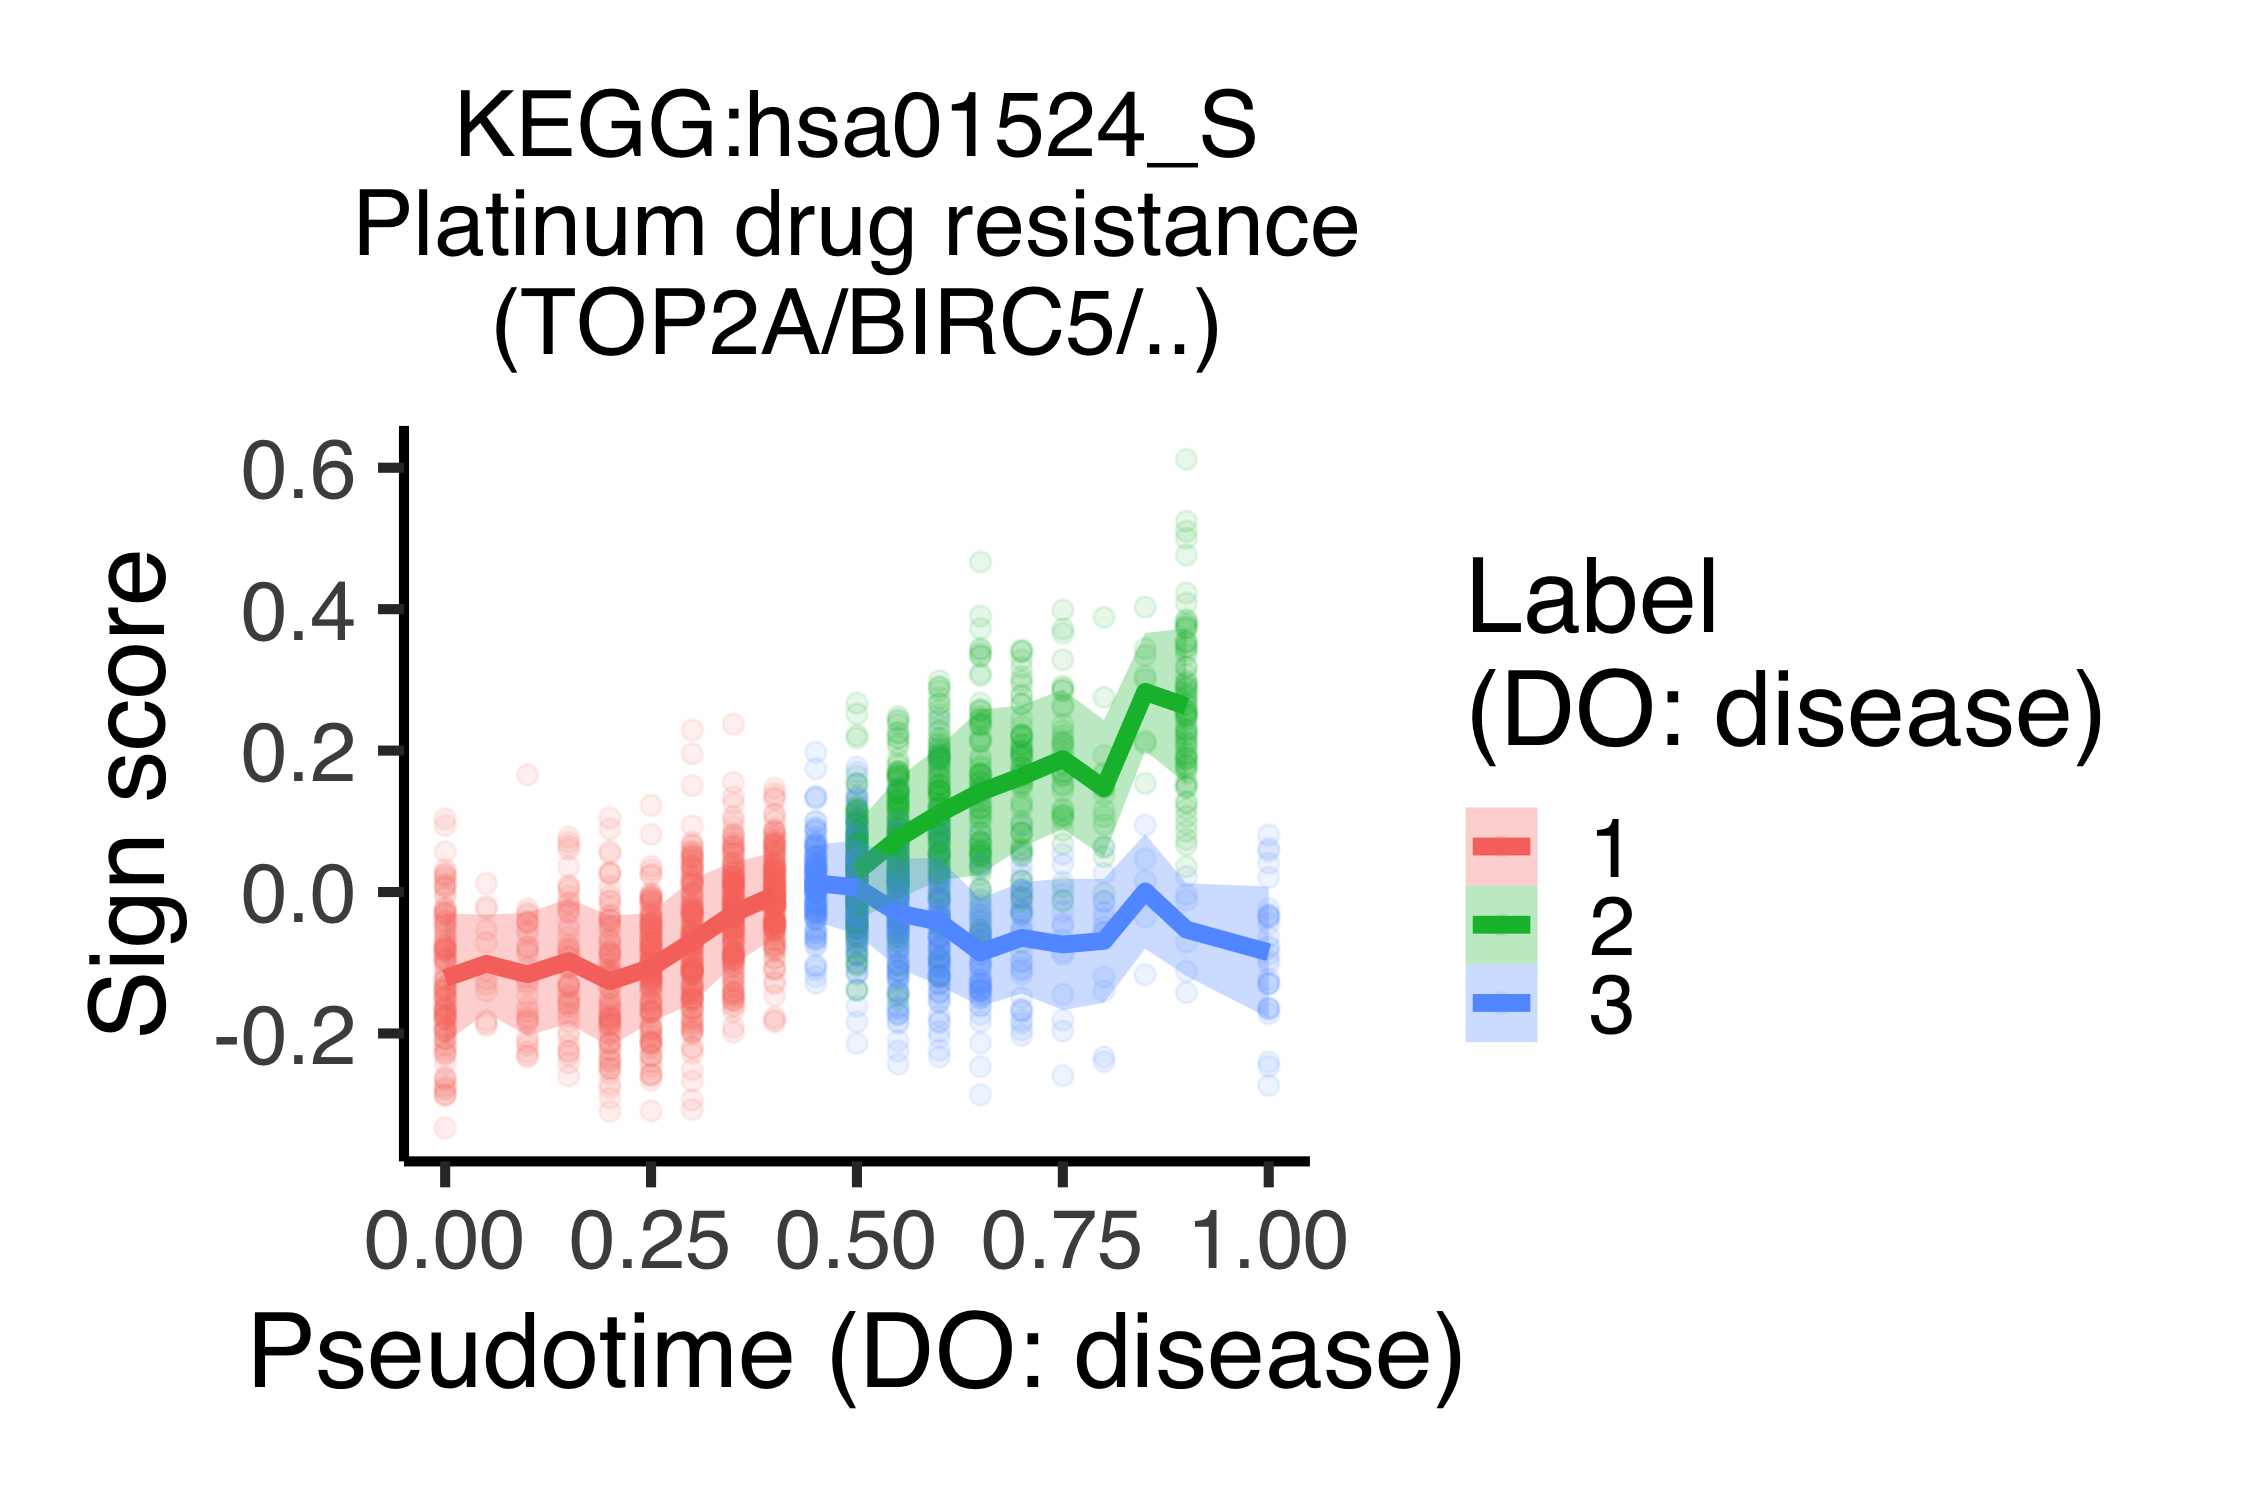 KEGG:hsa01524_S
Platinum drug resistance
(TOP2A/BIRC5/..)
Sign score
0.6
0.4
0.2
0.0
-0.2
0.00 0.25 0.50 0.75 1.00
Pseudotime (DO: disease)
Label
(DO: disease)
1
2
3